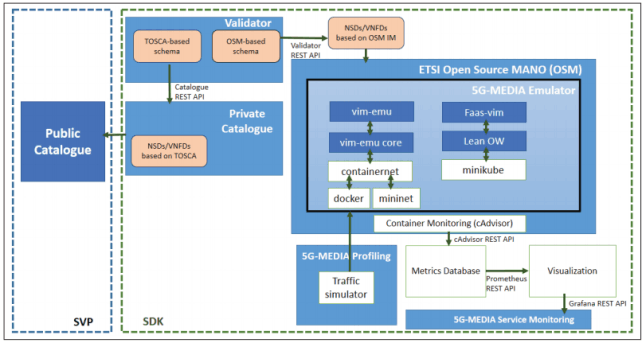 Validator
TOSCA-based
schema
OSM-based
schema
Validator
REST API
NSDs/VNFDs
based on OSM IM
Catalogue
REST API
Private
Catalogue
NSDs/VNFDs
based on TOSCA
Public
Catalogue
ETSI Open Source MANO (OSM)
5G-MEDIA Emulator
vim-emu
vim-emu core
containernet
docker
mininet
Faas-vim
Lean OW
minikube
Container Monitoring (cAdvisor)
cAdvisor REST API
5G-MEDIA Profiling
Traffic
simulator
Metrics Database
Prometheus
REST API
Visualization
Grafana REST API
5G-MEDIA Service Monitoring
SVP
SDK